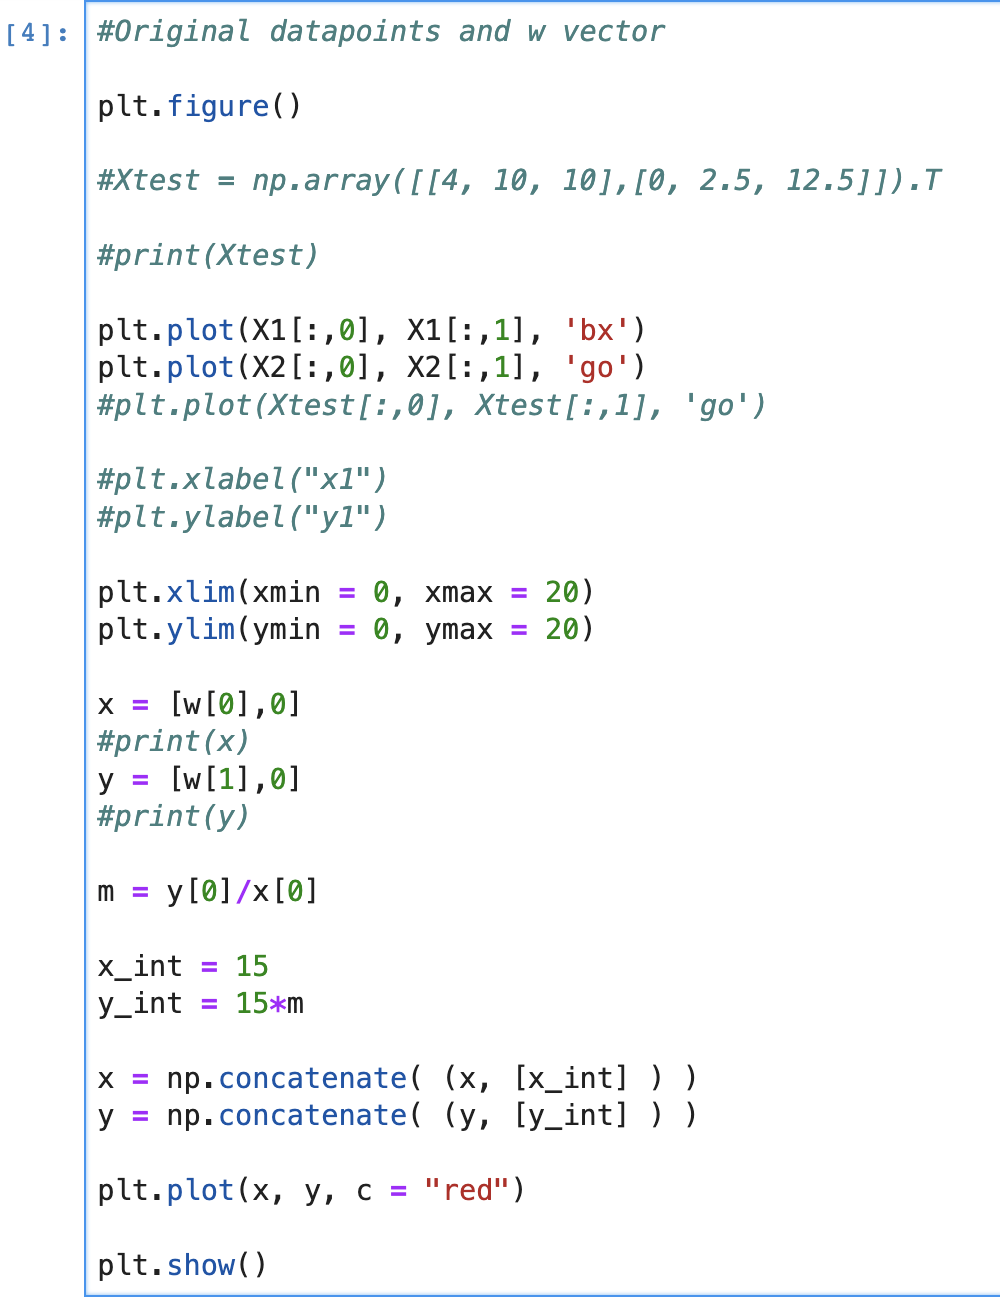 [4]: #Original datapoints and w vector
plt.figure()
#Xtest = np.array([[4, 10, 10],[0, 2.5, 12.5]]).T
#print(Xtest)
plt.plot(X1[:,0], X1[:,1], 'bx')
plt.plot(X2[:,0], X2[:,1], 'go')
#plt.plot(Xtest[:,0], Xtest[:,1], 'go')
#plt.xlabel("x1")
#plt.ylabel("y1")
plt.xlim(xmin = 0, xmax = 20)
plt.ylim(ymin = 0, ymax = 20)
x = [w[0],0]
#print(x)
y = [w[1],0]
#print(y)
m = y[0]/x[0]
x_int = 15
y_int = 15*m
x = np.concatenate( (x, [x_int] ) )
y = np.concatenate( (y, [y_int] ) )
plt.plot(x, y, c = "red")
plt.show()